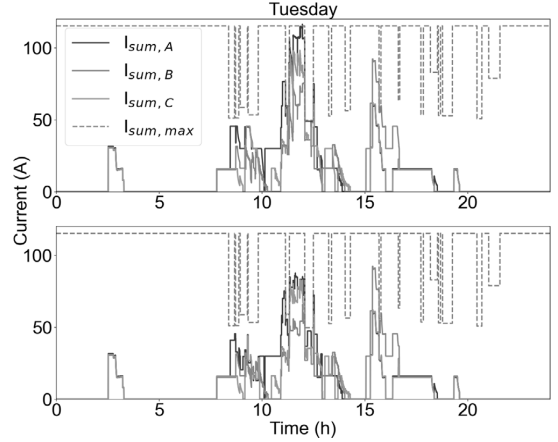 Tuesday
100
50
0
I_sum, A
I_sum, B
I_sum, C
I_sum, max
0 5 10 15 20
Current (A)
100
50
0
0 5 10 15 20
Time (h)